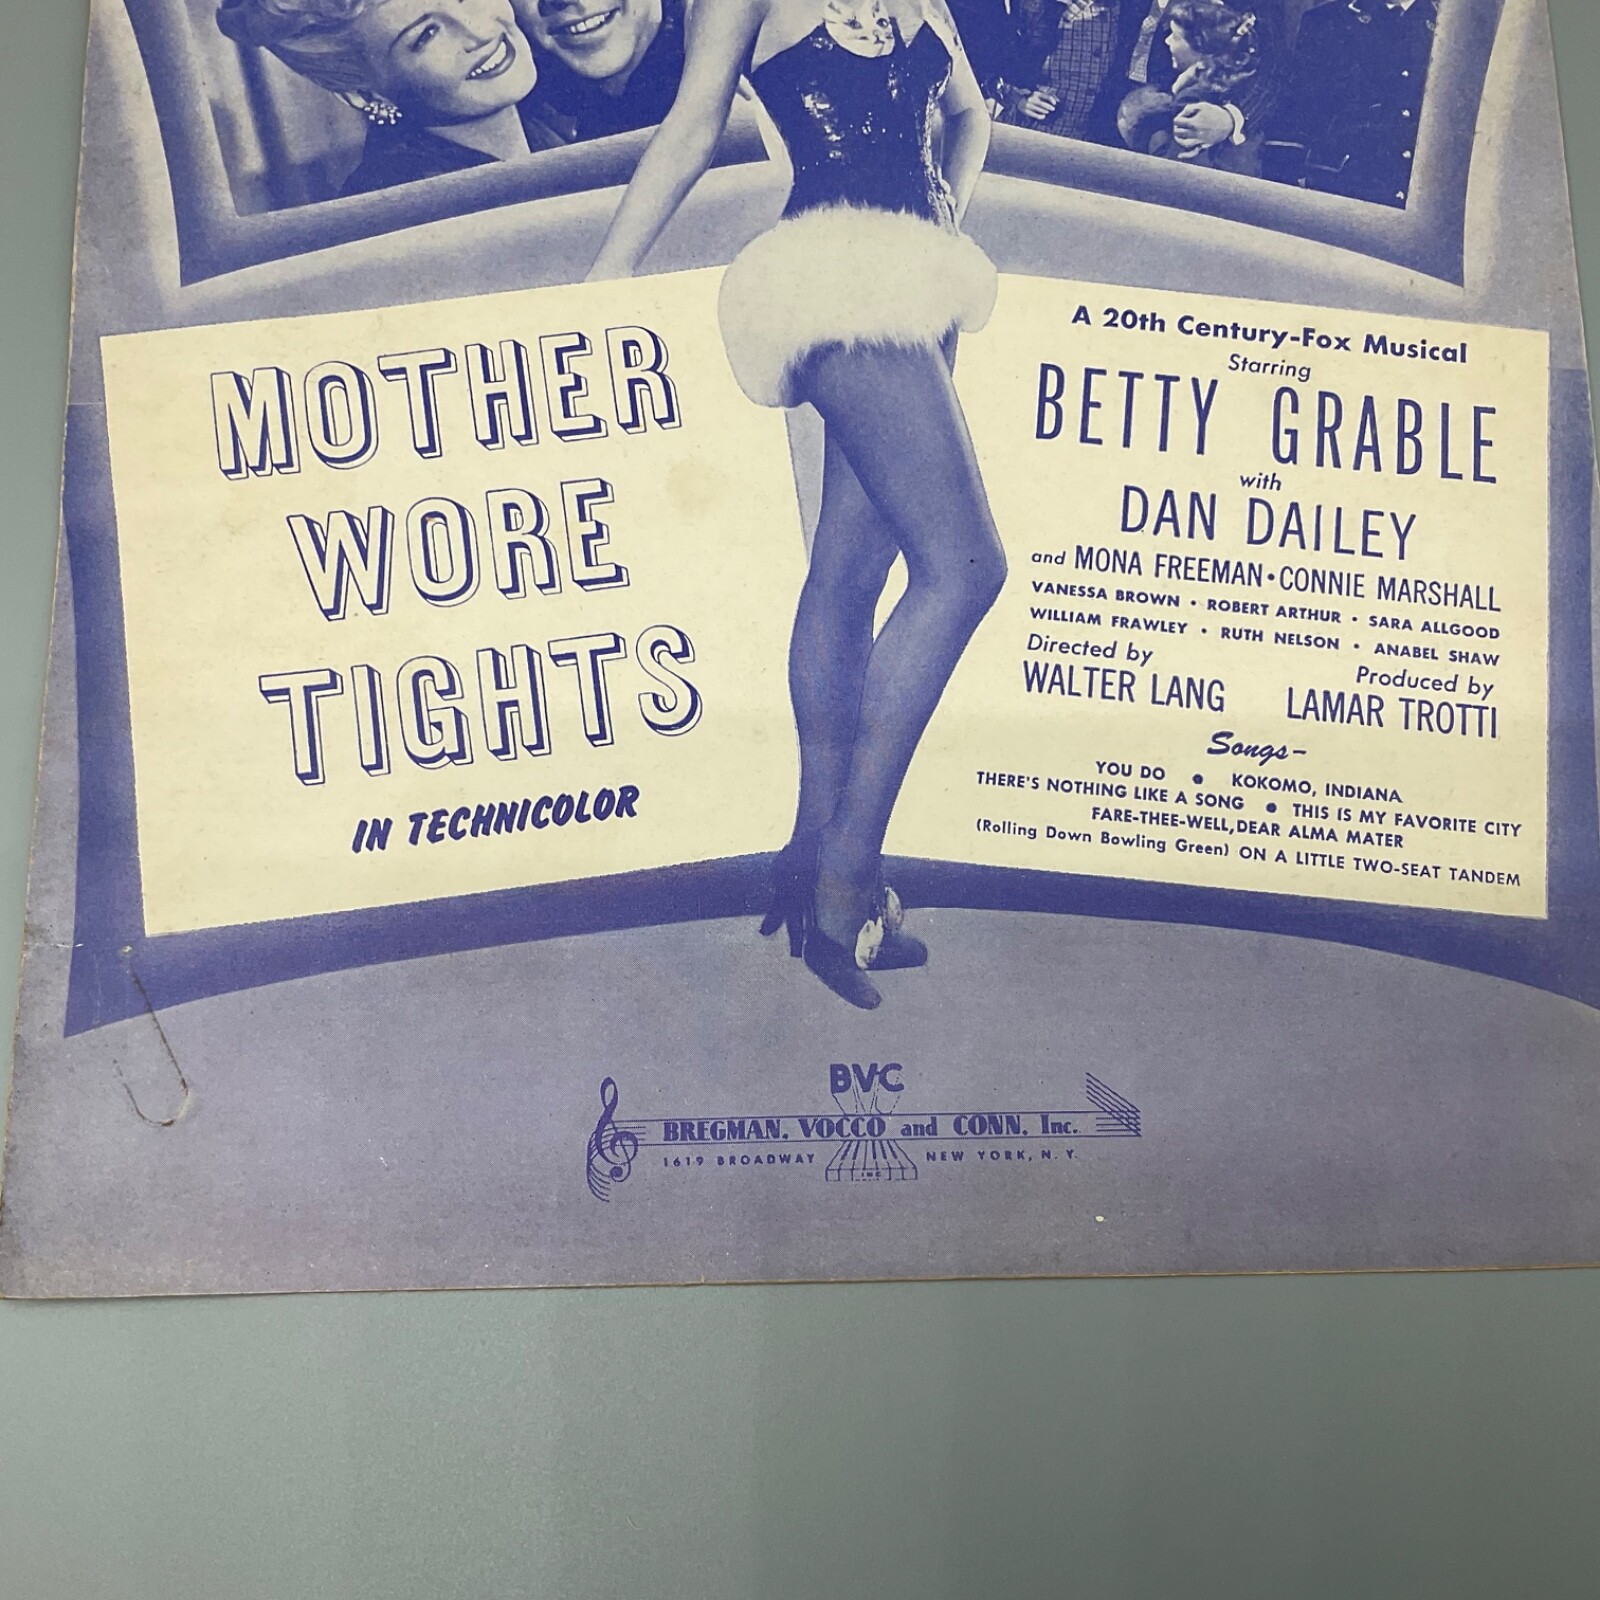 MOTHER
WORE
TIGHTS
IN TECHNICOLOR
A 20th Century-Fox Musical
Starring
BETTY GRABLE
with
DAN DAILEY
and MONA FREEMAN • CONNIE MARSHALL
VANESSA BROWN • ROBERT ARTHUR • SARA ALLGOOD
WILLIAM FRAWLEY • RUTH NELSON • ANABEL SHAW
Directed by
WALTER LANG
Produced by
LAMAR TROTTI
Songs-
YOU DO • KOKOMO, INDIANA
THERE'S NOTHING LIKE A SONG • THIS IS MY FAVORITE CITY
FARE-THEE-WELL, DEAR ALMA MATER
(Rolling Down Bowling Green) ON A LITTLE TWO-SEAT TANDEM
BVC
BREGMAN, VOCCO and CONN, Inc.
1619 BROADWAY NEW YORK, N. Y.
INC